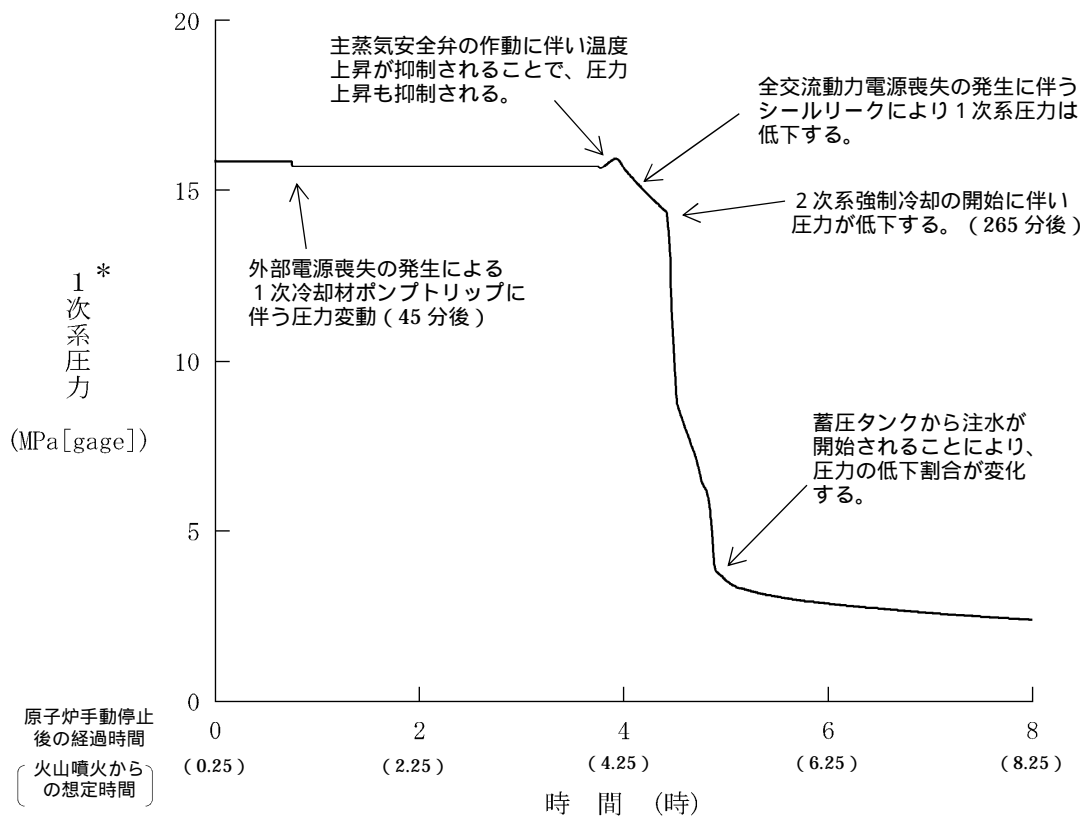 20
主蒸気安全弁の作動に伴い温度
上昇が抑制されることで、圧力
上昇も抑制される。
全交流動力電源喪失の発生に伴う
シールリークにより1次系圧力は
低下する。
15
2次系強制冷却の開始に伴い
圧力が低下する。(265分後)
外部電源喪失の発生による
1次冷却材ポンプトリップに
伴う圧力変動(45分後)
1次系圧力*
(MPa[gage])
10
蓄圧タンクから注水が
開始されることにより、
圧力の低下割合が変化
する。
5
0
原子炉手動停止
後の経過時間
0 2 4 6 8
火山噴火から
の想定時間
(0.25) (2.25) (4.25) (6.25) (8.25)
時 間 (時)